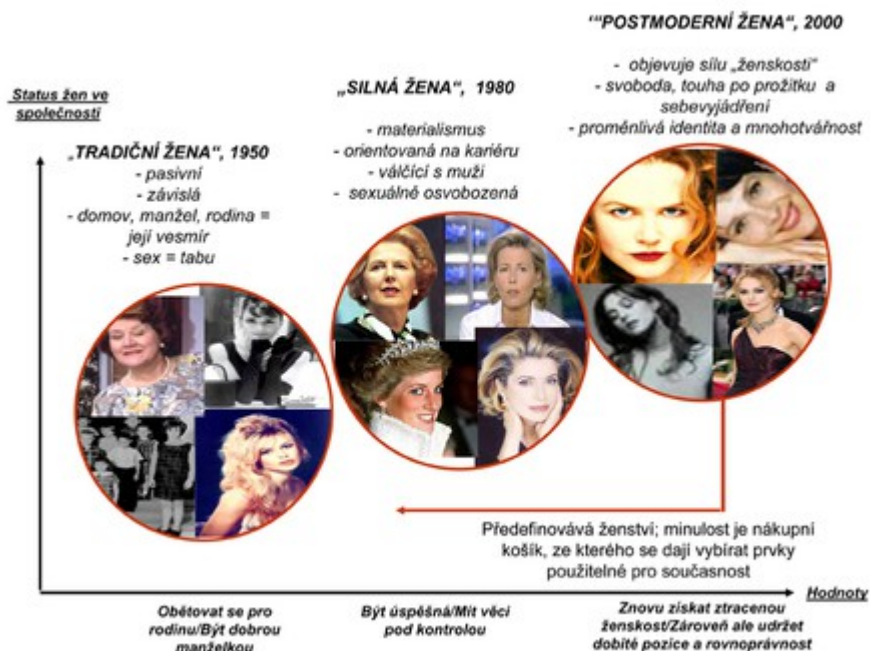 '"POSTMODERNÍ ŽENA", 2000
- objevuje sílu „ženskosti"
- svoboda, touha po prožitku a
sebevyjádření
- proměnlivá identita a mnohotvářnost
„SILNÁ ŽENA", 1980
- materialismus
- orientovaná na kariéru
- válčící s muži
- sexuálně osvobozená
Status žen ve
společnosti
„TRADIČNÍ ŽENA", 1950
- pasivní
- závislá
- domov, manžel, rodina =
její vesmír
- sex = tabu
Předefinovává ženství; minulost je nákupní
košík, ze kterého se dají vybírat prvky
použitelné pro současnost
Hodnoty
Obětovat se pro
rodinu/Být dobrou
manželkou
Být úspěšná/Mít věci
pod kontrolou
Znovu získat ztracenou
ženskost/Zároveň ale udržet
dobité pozice a rovnoprávnost